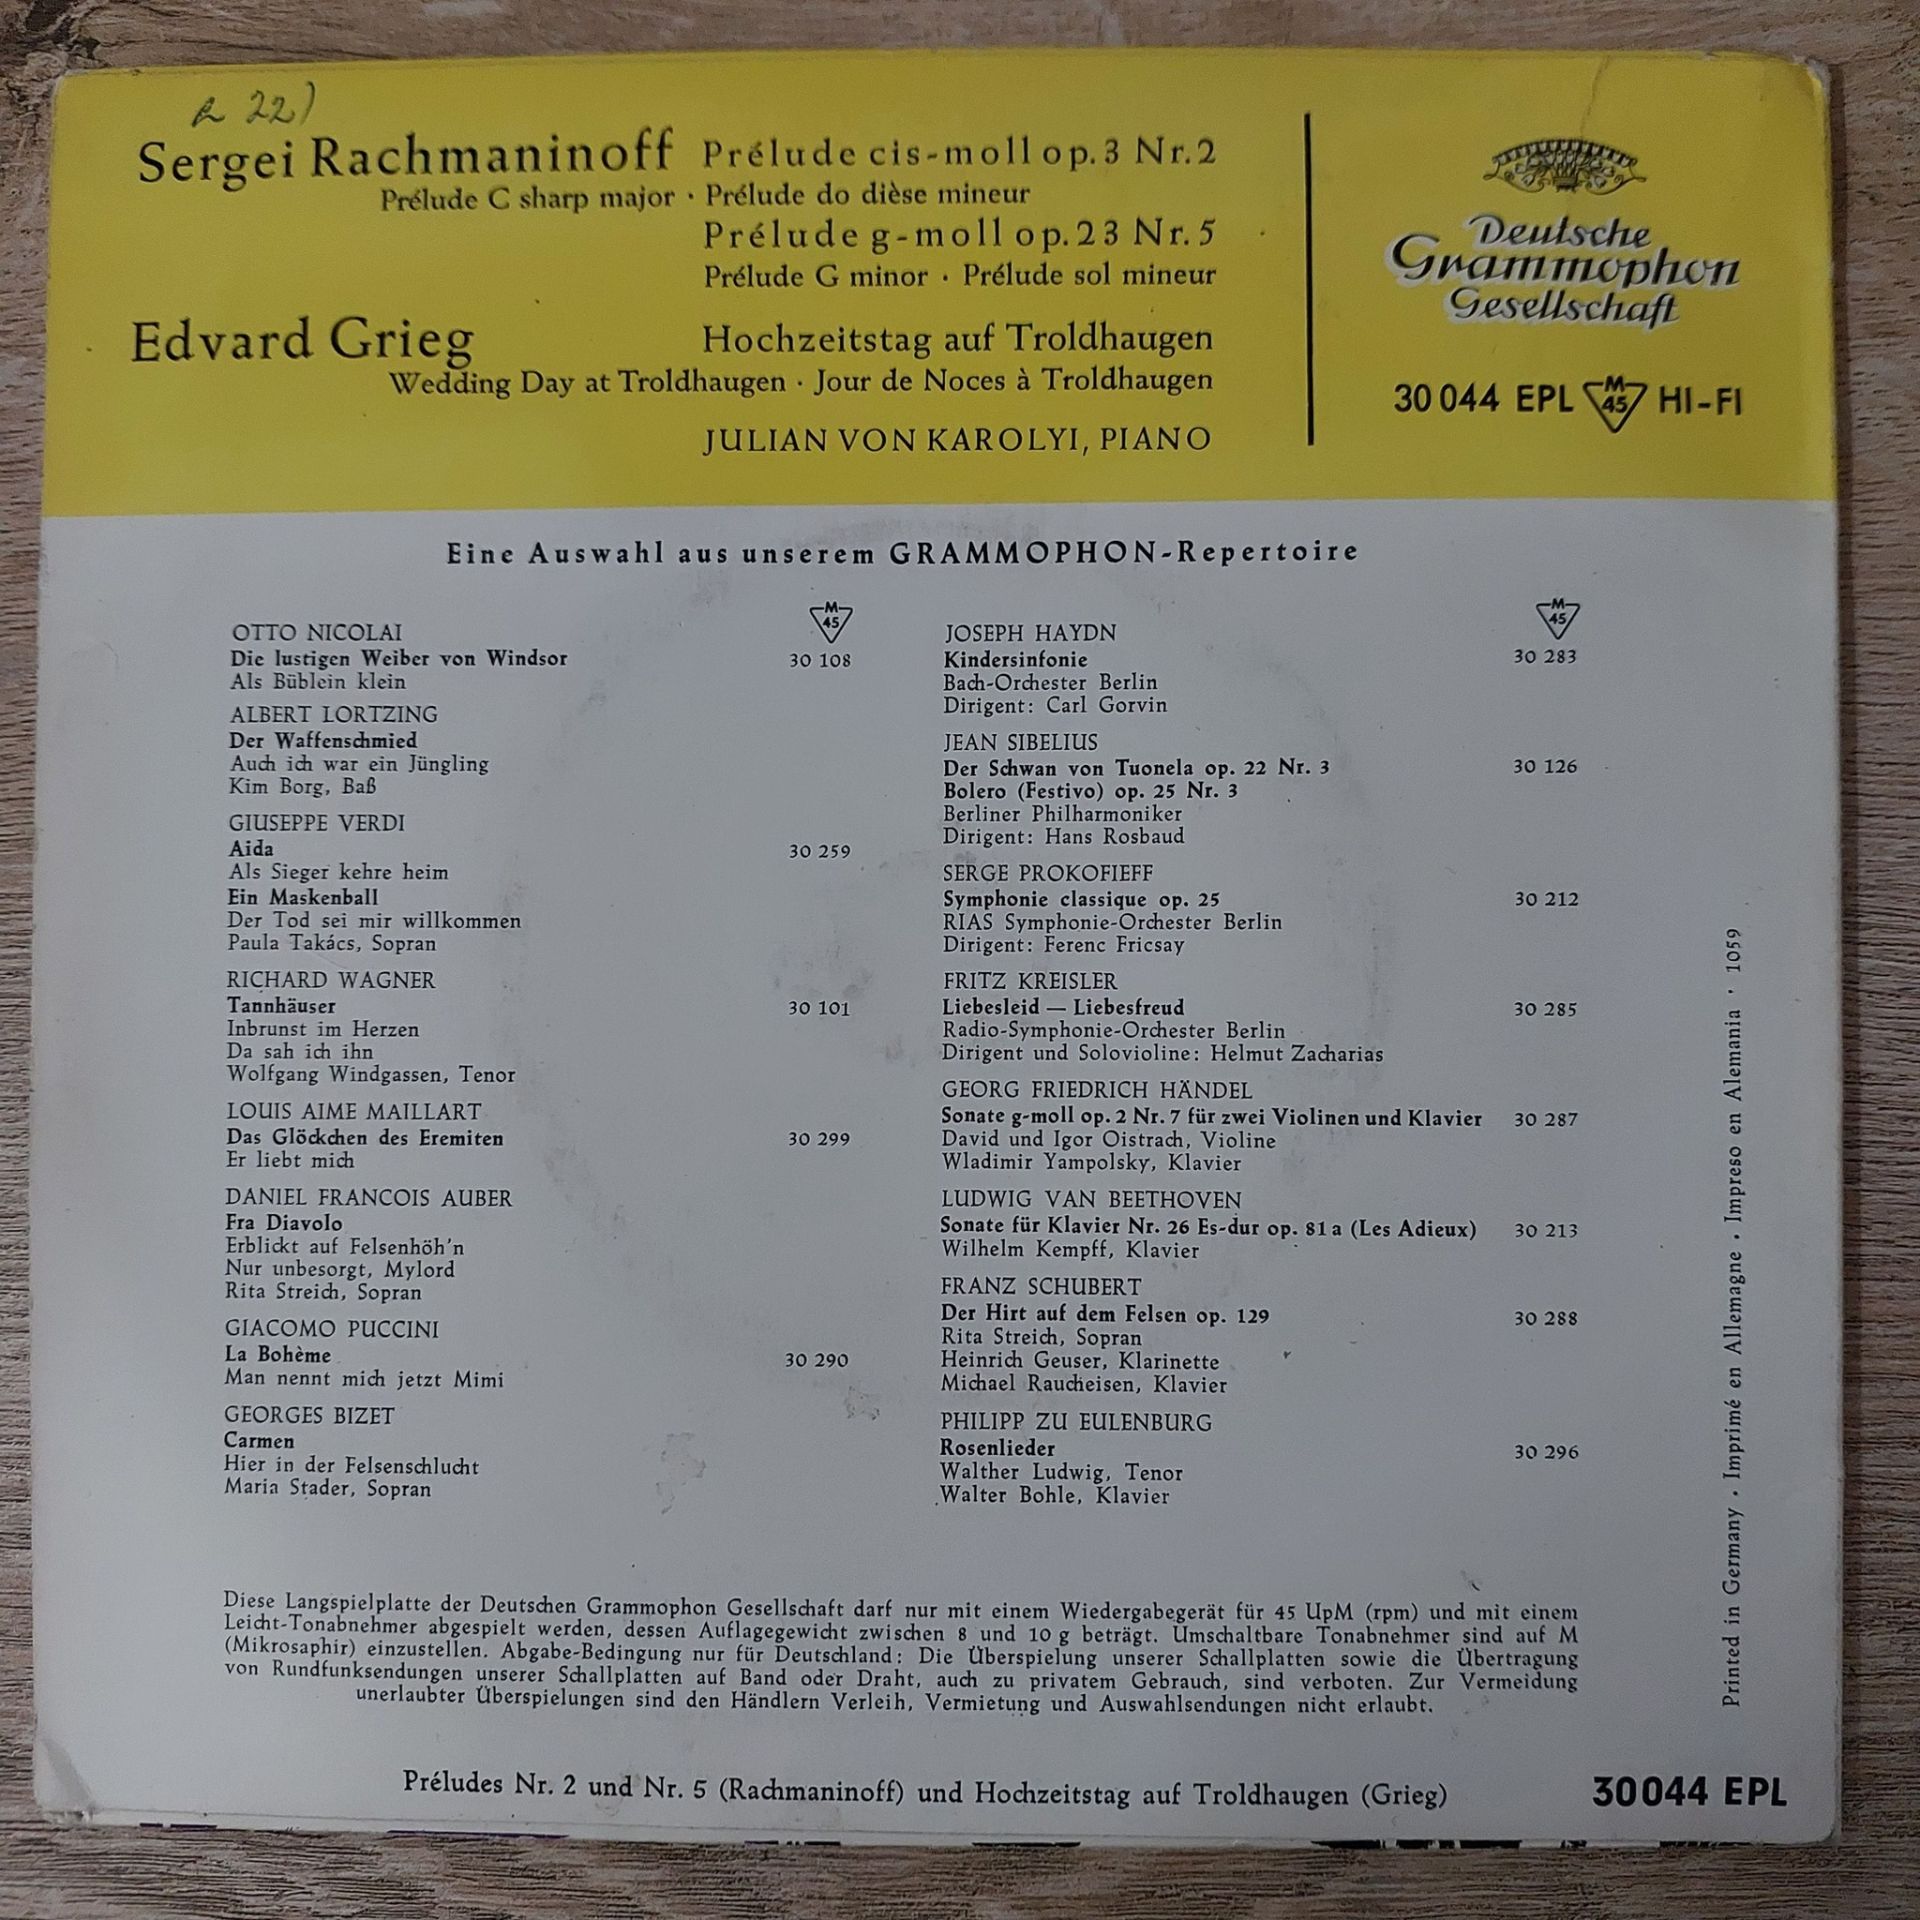 R 22)
Sergei Rachmaninoff Prélude cis-moll op. 3 Nr. 2
Prélude C sharp major · Prélude do dièse mineur
Prélude g-moll op. 23 Nr. 5
Prélude G minor · Prélude sol mineur
Edvard Grieg Hochzeitstag auf Troldhaugen
Wedding Day at Troldhaugen · Jour de Noces à Troldhaugen
JULIAN VON KAROLYI, PIANO
Deutsche
Grammophon
Gesellschaft
30 044 EPL M 45 HI-FI
Eine Auswahl aus unserem GRAMMOPHON-Repertoire
M 45
OTTO NICOLAI
Die lustigen Weiber von Windsor 30 108
Als Büblein klein
ALBERT LORTZING
Der Waffenschmied
Auch ich war ein Jüngling
Kim Borg, Baß
GIUSEPPE VERDI
Aida 30 259
Als Sieger kehre heim
Ein Maskenball
Der Tod sei mir willkommen
Paula Takács, Sopran
RICHARD WAGNER
Tannhäuser 30 101
Inbrunst im Herzen
Da sah ich ihn
Wolfgang Windgassen, Tenor
LOUIS AIME MAILLART
Das Glöckchen des Eremiten 30 299
Er liebt mich
DANIEL FRANCOIS AUBER
Fra Diavolo
Erblickt auf Felsenhöh'n
Nur unbesorgt, Mylord
Rita Streich, Sopran
GIACOMO PUCCINI
La Bohème 30 290
Man nennt mich jetzt Mimi
GEORGES BIZET
Carmen
Hier in der Felsenschlucht
Maria Stader, Sopran
M 45
JOSEPH HAYDN
Kindersinfonie 30 283
Bach-Orchester Berlin
Dirigent: Carl Gorvin
JEAN SIBELIUS
Der Schwan von Tuonela op. 22 Nr. 3 30 126
Bolero (Festivo) op. 25 Nr. 3
Berliner Philharmoniker
Dirigent: Hans Rosbaud
SERGE PROKOFIEFF
Symphonie classique op. 25 30 212
RIAS Symphonie-Orchester Berlin
Dirigent: Ferenc Fricsay
FRITZ KREISLER
Liebesleid — Liebesfreud 30 285
Radio-Symphonie-Orchester Berlin
Dirigent und Solovioline: Helmut Zacharias
GEORG FRIEDRICH HÄNDEL
Sonate g-moll op. 2 Nr. 7 für zwei Violinen und Klavier 30 287
David und Igor Oistrach, Violine
Wladimir Yampolsky, Klavier
LUDWIG VAN BEETHOVEN
Sonate für Klavier Nr. 26 Es-dur op. 81 a (Les Adieux) 30 213
Wilhelm Kempff, Klavier
FRANZ SCHUBERT
Der Hirt auf dem Felsen op. 129 30 288
Rita Streich, Sopran
Heinrich Geuser, Klarinette
Michael Raucheisen, Klavier
PHILIPP ZU EULENBURG
Rosenlieder 30 296
Walther Ludwig, Tenor
Walter Bohle, Klavier
Printed in Germany · Imprimé en Allemagne · Impreso en Alemania · 1059
Diese Langspielplatte der Deutschen Grammophon Gesellschaft darf nur mit einem Wiedergabegerät für 45 UpM (rpm) und mit einem
Leicht-Tonabnehmer abgespielt werden, dessen Auflagegewicht zwischen 8 und 10 g beträgt. Umschaltbare Tonabnehmer sind auf M
(Mikrosaphir) einzustellen. Abgabe-Bedingung nur für Deutschland: Die Überspielung unserer Schallplatten sowie die Übertragung
von Rundfunksendungen unserer Schallplatten auf Band oder Draht, auch zu privatem Gebrauch, sind verboten. Zur Vermeidung
unerlaubter Überspielungen sind den Händlern Verleih, Vermietung und Auswahlsendungen nicht erlaubt.
Préludes Nr. 2 und Nr. 5 (Rachmaninoff) und Hochzeitstag auf Troldhaugen (Grieg) 30044 EPL